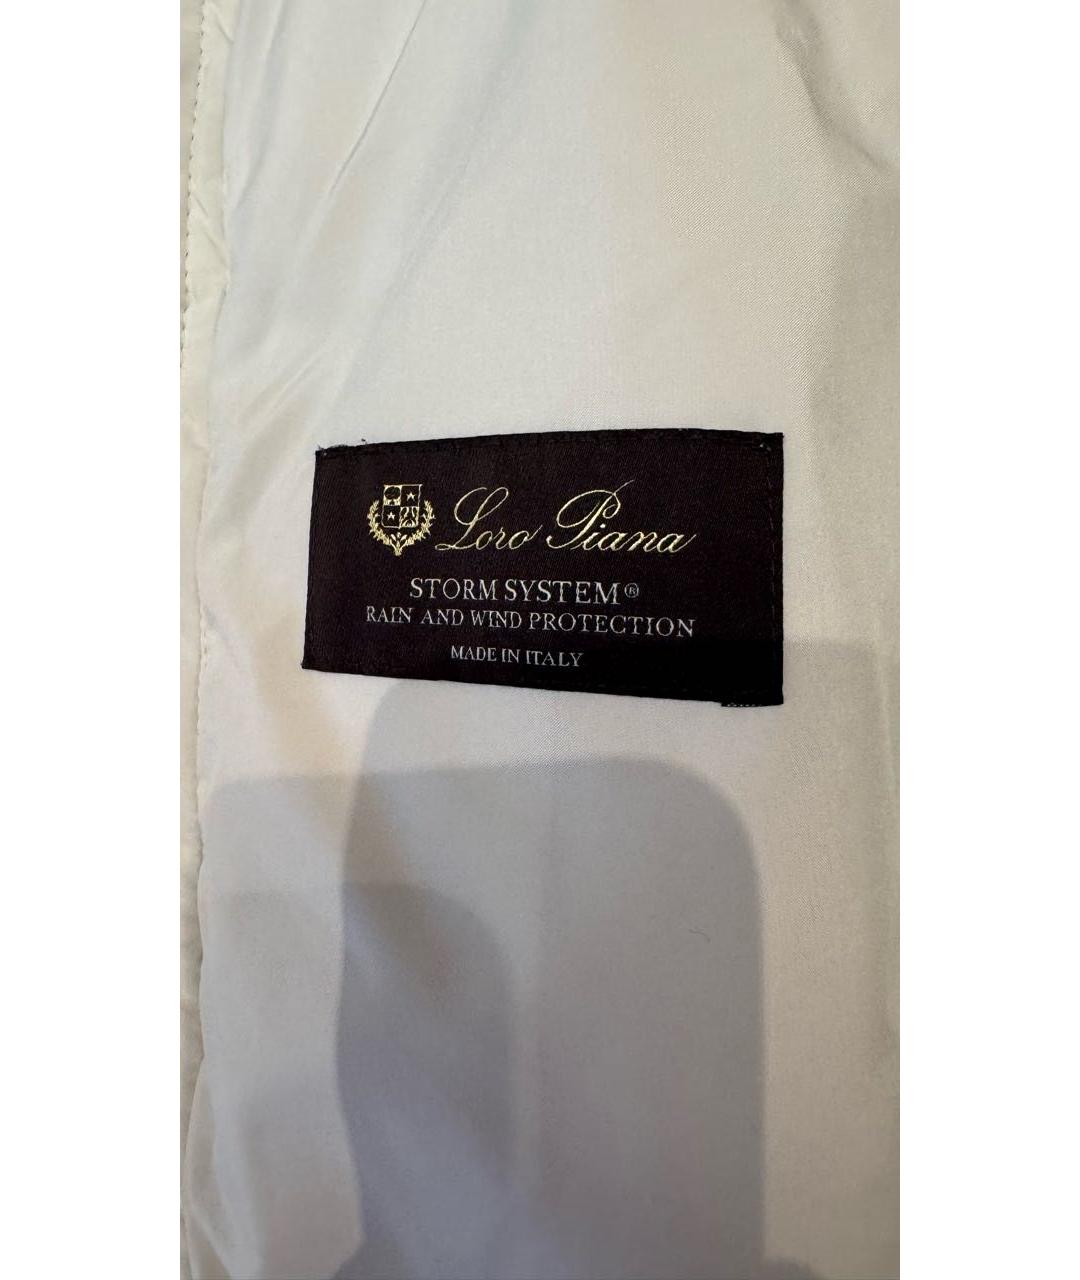 Loro Piana
STORM SYSTEM®
RAIN AND WIND PROTECTION
MADE IN ITALY